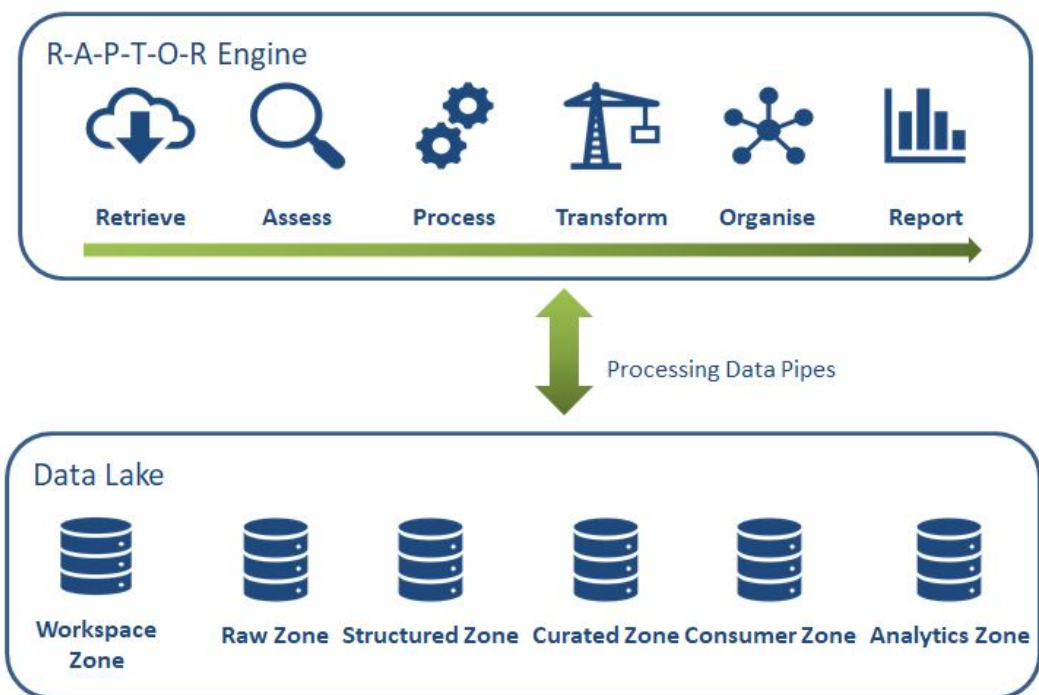 R-A-P-T-O-R Engine
Retrieve Assess Process Transform Organise Report
Processing Data Pipes
Data Lake
Workspace Zone
Raw Zone Structured Zone Curated Zone Consumer Zone Analytics Zone